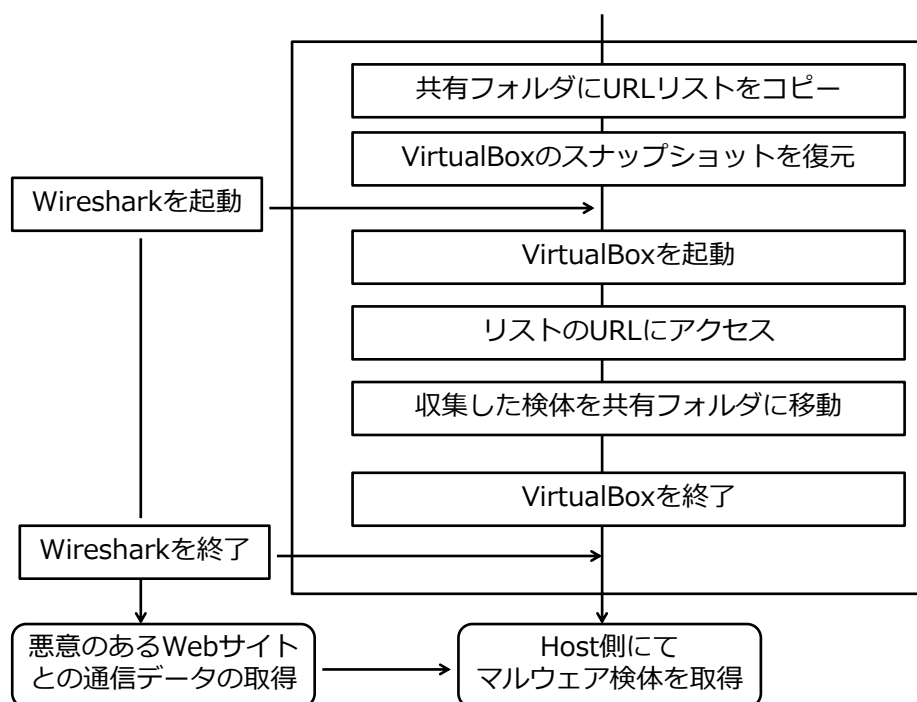 共有フォルダにURLリストをコピー
VirtualBoxのスナップショットを復元
Wiresharkを起動
VirtualBoxを起動
リストのURLにアクセス
収集した検体を共有フォルダに移動
VirtualBoxを終了
Wiresharkを終了
悪意のあるWebサイト
との通信データの取得
Host側にて
マルウェア検体を取得